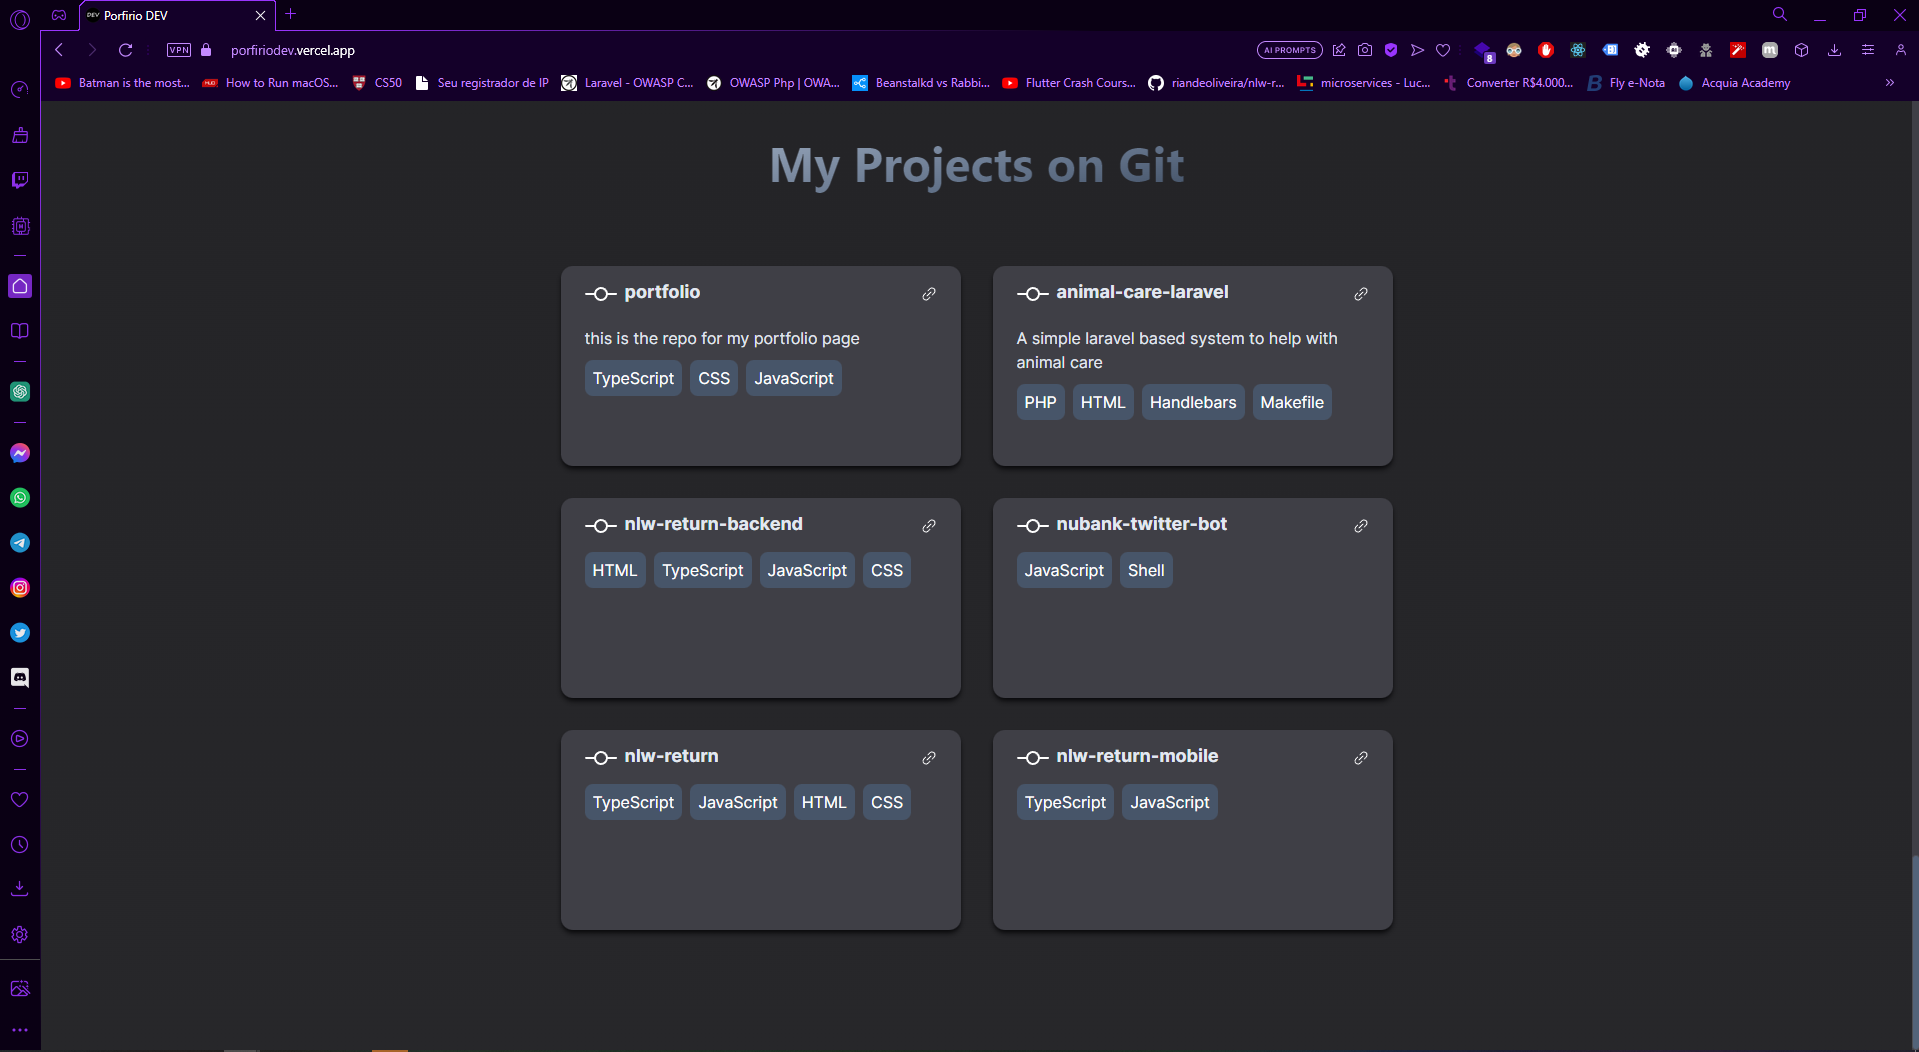 DEV Porfirio DEV
VPN porfiriodev.vercel.app AI PROMPTS 8
Batman is the most... How to Run macOS... CS50 Seu registrador de IP Laravel - OWASP C... OWASP Php | OWA... Beanstalkd vs Rabbi... Flutter Crash Cours... riandeoliveira/nlw-r... microservices - Luc... Converter R$4.000... Fly e-Nota Acquia Academy
My Projects on Git
portfolio
this is the repo for my portfolio page
TypeScript CSS JavaScript
animal-care-laravel
A simple laravel based system to help with
animal care
PHP HTML Handlebars Makefile
nlw-return-backend
HTML TypeScript JavaScript CSS
nubank-twitter-bot
JavaScript Shell
nlw-return
TypeScript JavaScript HTML CSS
nlw-return-mobile
TypeScript JavaScript